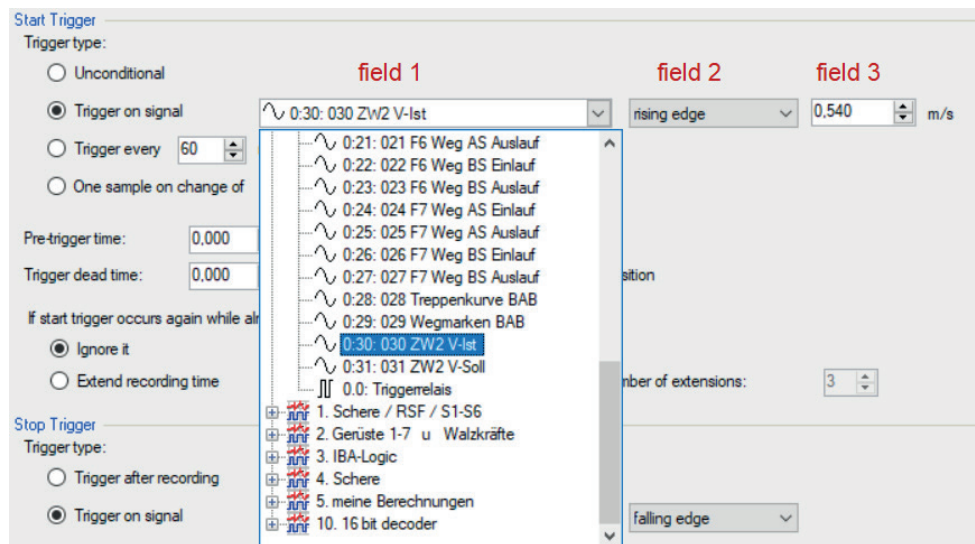 Start Trigger
Trigger type:
Unconditional
field 1 field 2 field 3
Trigger on signal 0:30: 030 ZW2 V-Ist rising edge 0,540 m/s
0:21: 021 F6 Weg AS Auslauf
Trigger every 60
0:22: 022 F6 Weg BS Einlauf
0:23: 023 F6 Weg BS Auslauf
One sample on change of
0:24: 024 F7 Weg AS Einlauf
0:25: 025 F7 Weg AS Auslauf
Pre-trigger time: 0,000
0:26: 026 F7 Weg BS Einlauf
Trigger dead time: 0,000 0:27: 027 F7 Weg BS Auslauf sition
0:28: 028 Treppenkurve BAB
If start trigger occurs again while alr 0:29: 029 Wegmarken BAB
Ignore it 0:30: 030 ZW2 V-Ist
0:31: 031 ZW2 V-Soll
Extend recording time 0.0: Triggerrelais nber of extensions: 3
1. Schere / RSF / S1-S6
Stop Trigger
2. Gerüste 1-7 u Walzkräfte
Trigger type:
3. IBA-Logic
Trigger after recording 4. Schere
5. meine Berechnungen
Trigger on signal 10. 16 bit decoder falling edge